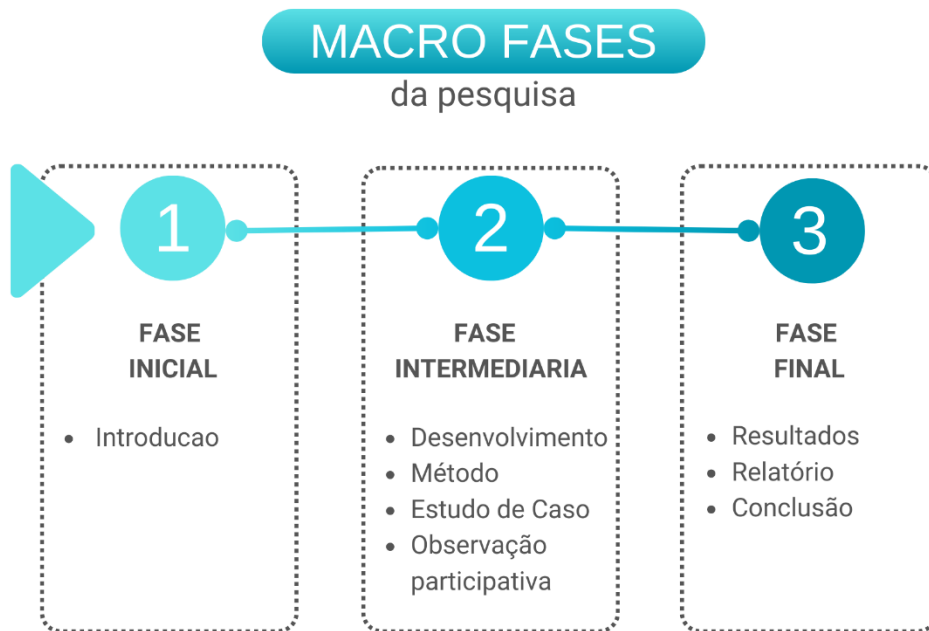 MACRO FASES
da pesquisa
1
2
3
FASE
INICIAL
• Introducao
FASE
INTERMEDIARIA
• Desenvolvimento
• Método
• Estudo de Caso
• Observação
participativa
FASE
FINAL
• Resultados
• Relatório
• Conclusão